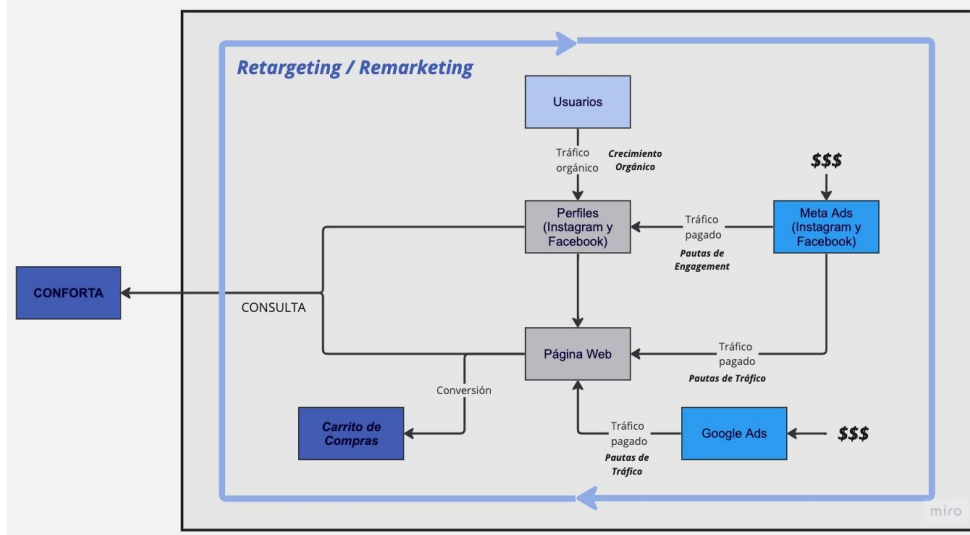 Retargeting / Remarketing
Usuarios
Tráfico
orgánico
Crecimiento
Orgánico
$$$
Perfiles
(Instagram y
Facebook)
Tráfico
pagado
Pautas de
Engagement
Meta Ads
(Instagram y
Facebook)
CONFORTA
CONSULTA
Página Web
Tráfico
pagado
Pautas de Tráfico
Conversión
Carrito de
Compras
Tráfico
pagado
Pautas de
Tráfico
Google Ads
$$$
miro